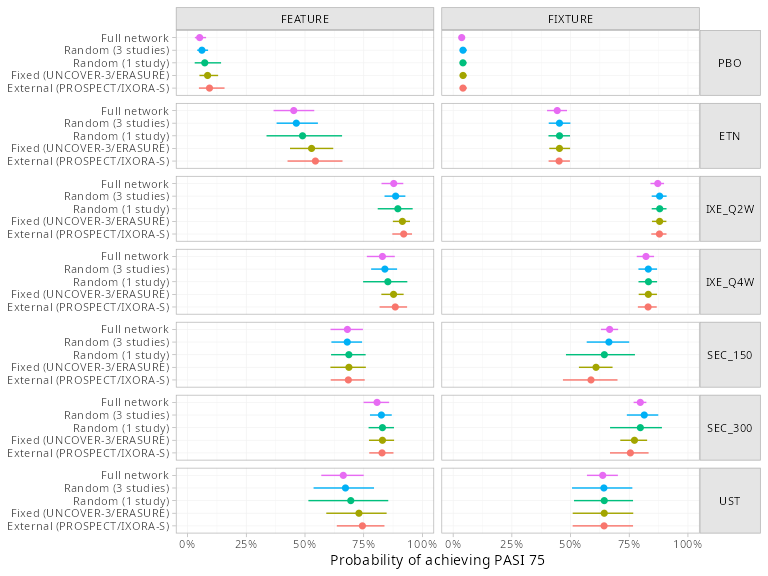 FEATURE FIXTURE
Full network
Random (3 studies)
Random (1 study)
Fixed (UNCOVER-3/ERASURE)
External (PROSPECT/IXORA-S)
PBO
Full network
Random (3 studies)
Random (1 study)
Fixed (UNCOVER-3/ERASURE)
External (PROSPECT/IXORA-S)
ETN
Full network
Random (3 studies)
Random (1 study)
Fixed (UNCOVER-3/ERASURE)
External (PROSPECT/IXORA-S)
IXE_Q2W
Full network
Random (3 studies)
Random (1 study)
Fixed (UNCOVER-3/ERASURE)
External (PROSPECT/IXORA-S)
IXE_Q4W
Full network
Random (3 studies)
Random (1 study)
Fixed (UNCOVER-3/ERASURE)
External (PROSPECT/IXORA-S)
SEC_150
Full network
Random (3 studies)
Random (1 study)
Fixed (UNCOVER-3/ERASURE)
External (PROSPECT/IXORA-S)
SEC_300
Full network
Random (3 studies)
Random (1 study)
Fixed (UNCOVER-3/ERASURE)
External (PROSPECT/IXORA-S)
UST
0% 25% 50% 75% 100% 0% 25% 50% 75% 100%
Probability of achieving PASI 75